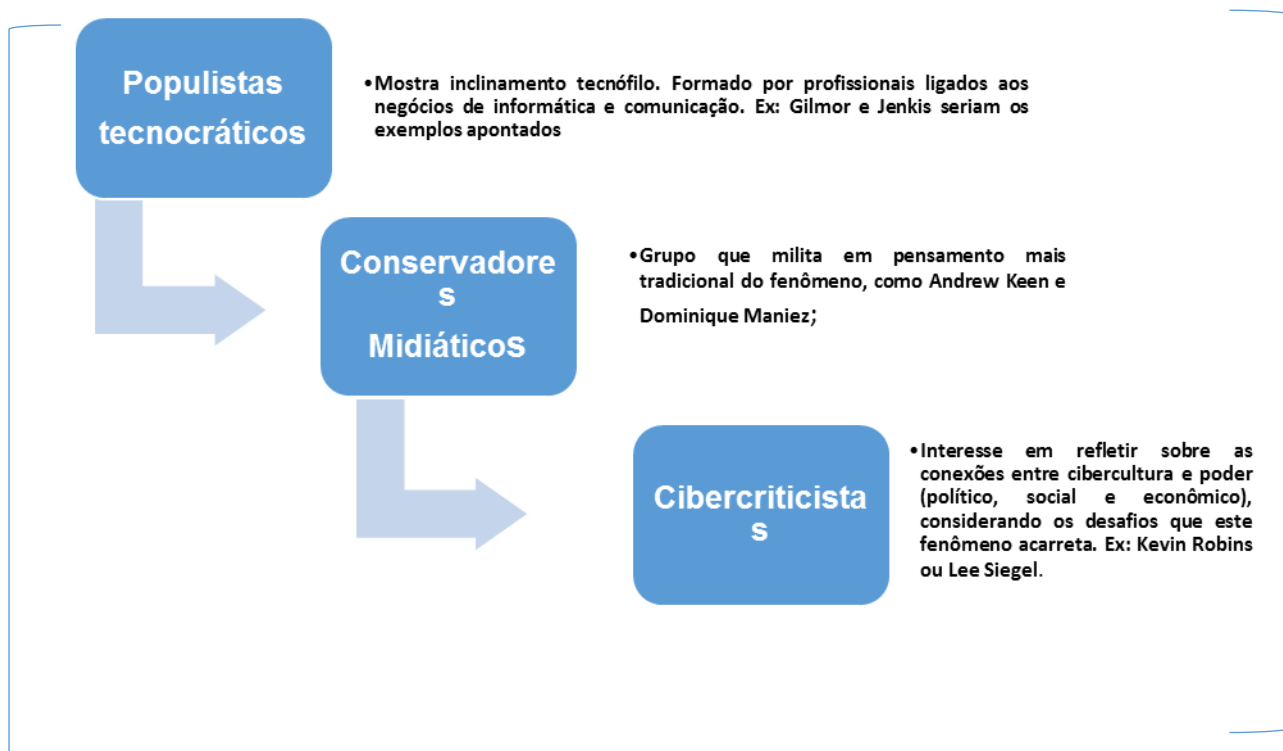 Populistas
tecnocráticos
•Mostra inclinamento tecnófilo. Formado por profissionais ligados aos
negócios de informática e comunicação. Ex: Gilmor e Jenkis seriam os
exemplos apontados
Conservadore
s
Midiáticos
•Grupo que milita em pensamento mais
tradicional do fenômeno, como Andrew Keen e
Dominique Maniez;
Cibercriticista
s
•Interesse em refletir sobre as
conexões entre cibercultura e poder
(político, social e econômico),
considerando os desafios que este
fenômeno acarreta. Ex: Kevin Robins
ou Lee Siegel.